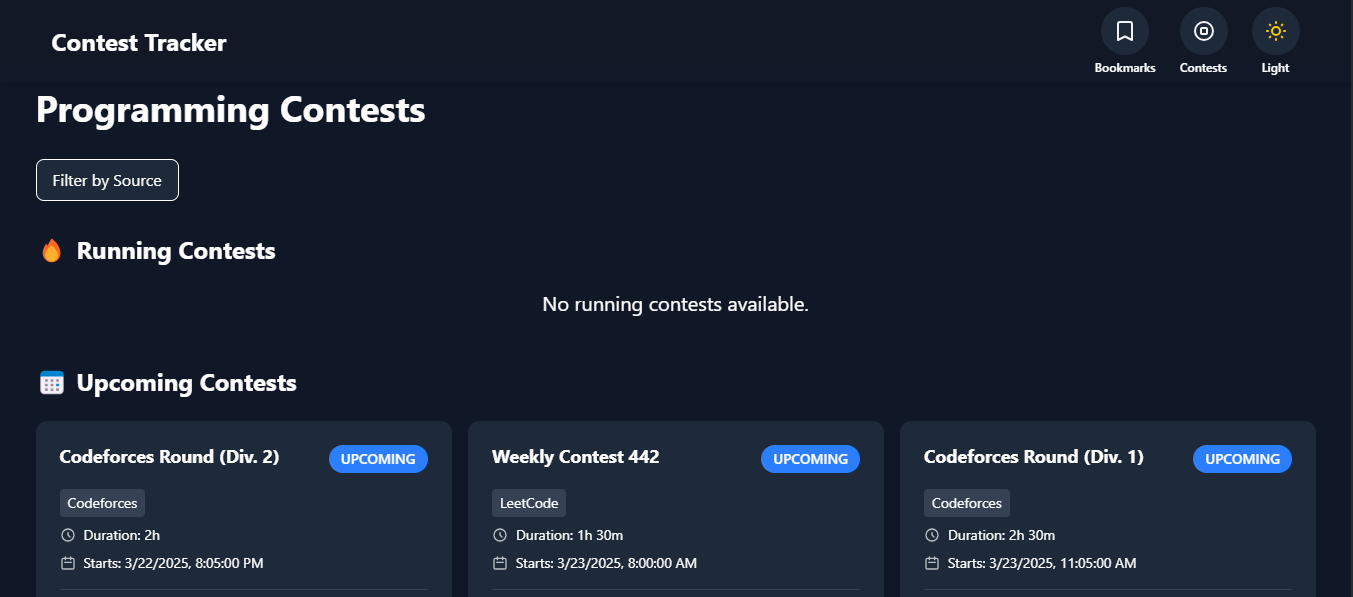 Contest Tracker
Bookmarks
Contests
Light
Programming Contests
Filter by Source
Running Contests
No running contests available.
Upcoming Contests
Codeforces Round (Div. 2)
UPCOMING
Codeforces
Duration: 2h
Starts: 3/22/2025, 8:05:00 PM
Weekly Contest 442
UPCOMING
LeetCode
Duration: 1h 30m
Starts: 3/23/2025, 8:00:00 AM
Codeforces Round (Div. 1)
UPCOMING
Codeforces
Duration: 2h 30m
Starts: 3/23/2025, 11:05:00 AM